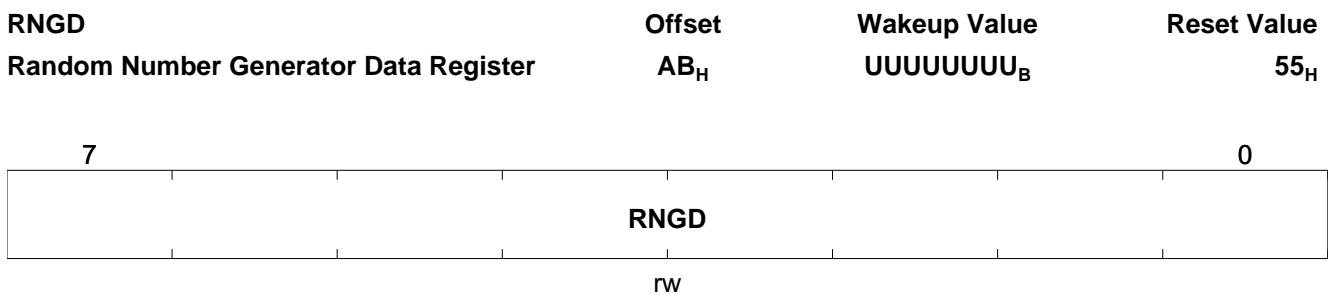 RNGD Offset Wakeup Value Reset Value
Random Number Generator Data Register ABH UUUUUUUUB 55H
7 0
RNGD
rw